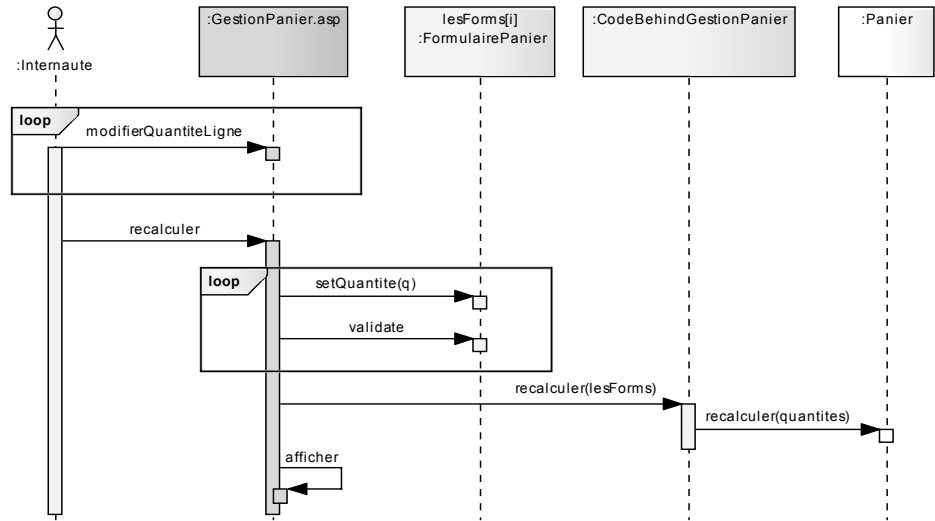 :GestionPanier.asp
lesForms[i]
:FormulairePanier
:CodeBehindGestionPanier
:Panier
:Internaute
loop
modifierQuantiteLigne
recalculer
loop
setQuantite(q)
validate
recalculer(lesForms)
recalculer(quantites)
afficher